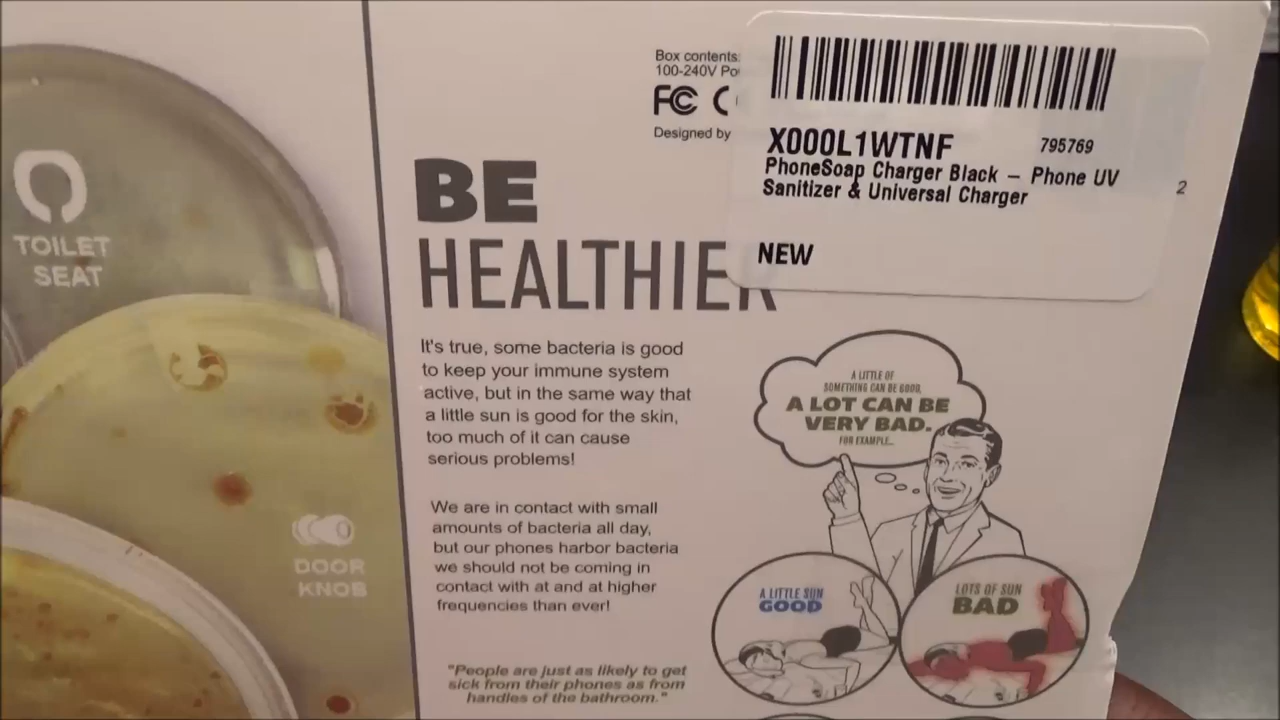 TOILET
SEAT
DOOR
KNOB
Box contents:
100-240V Po
FC C
Designed by
X000L1WTNF 795769
PhoneSoap Charger Black – Phone UV
Sanitizer & Universal Charger
NEW
2
BE
HEALTHIER
It's true, some bacteria is good
to keep your immune system
active, but in the same way that
a little sun is good for the skin,
too much of it can cause
serious problems!
We are in contact with small
amounts of bacteria all day,
but our phones harbor bacteria
we should not be coming in
contact with at and at higher
frequencies than ever!
"People are just as likely to get
sick from their phones as from
handles of the bathroom."
A LITTLE OF
SOMETHING CAN BE GOOD,
A LOT CAN BE
VERY BAD.
FOR EXAMPLE...
A LITTLE SUN
GOOD
LOTS OF SUN
BAD